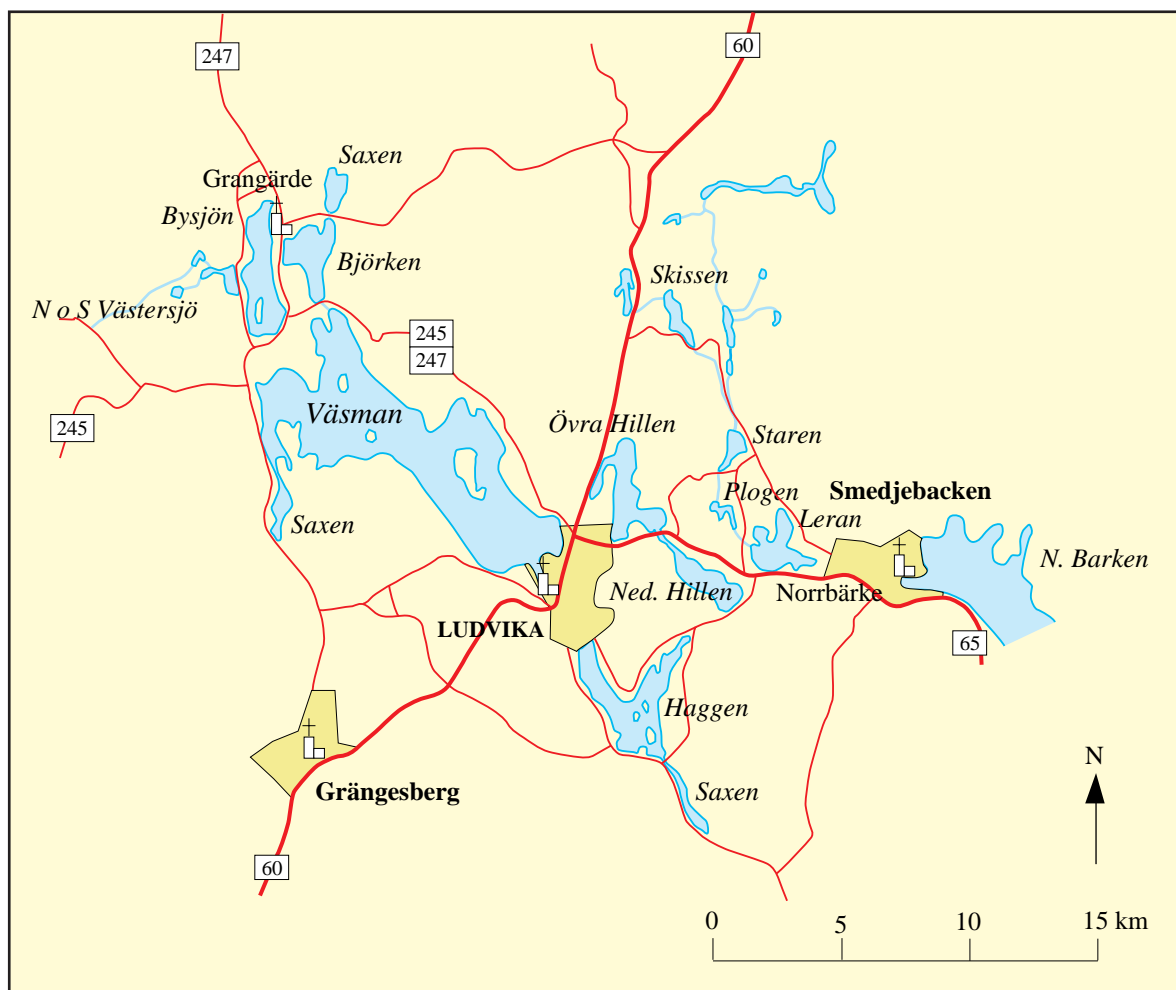 60
247
Saxen
Grangärde
Bysjön
Björken
Skissen
N o S Västersjö
245
247
Väsman
Övra Hillen
245
Staren
Plogen
Smedjebacken
Leran
Saxen
N. Barken
Ned. Hillen
Norrbärke
LUDVIKA
65
Haggen
N
Grängesberg
Saxen
60
0 5 10 15 km